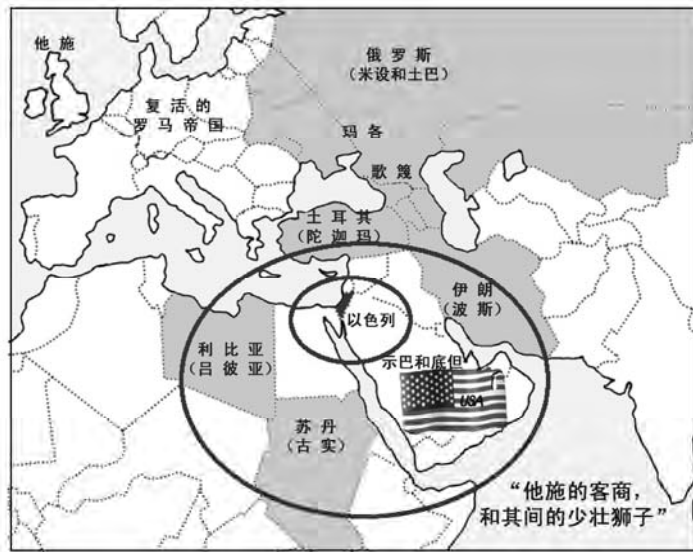 他施
俄罗斯
(米设和土巴)
复活的
罗马帝国
玛各
歌篾
土耳其
(陀迦玛)
伊朗
(波斯)
以色列
利比亚
(吕彼亚)
示巴和底但
USA
苏丹
(古实)
“他施的客商，
和其间的少壮狮子”